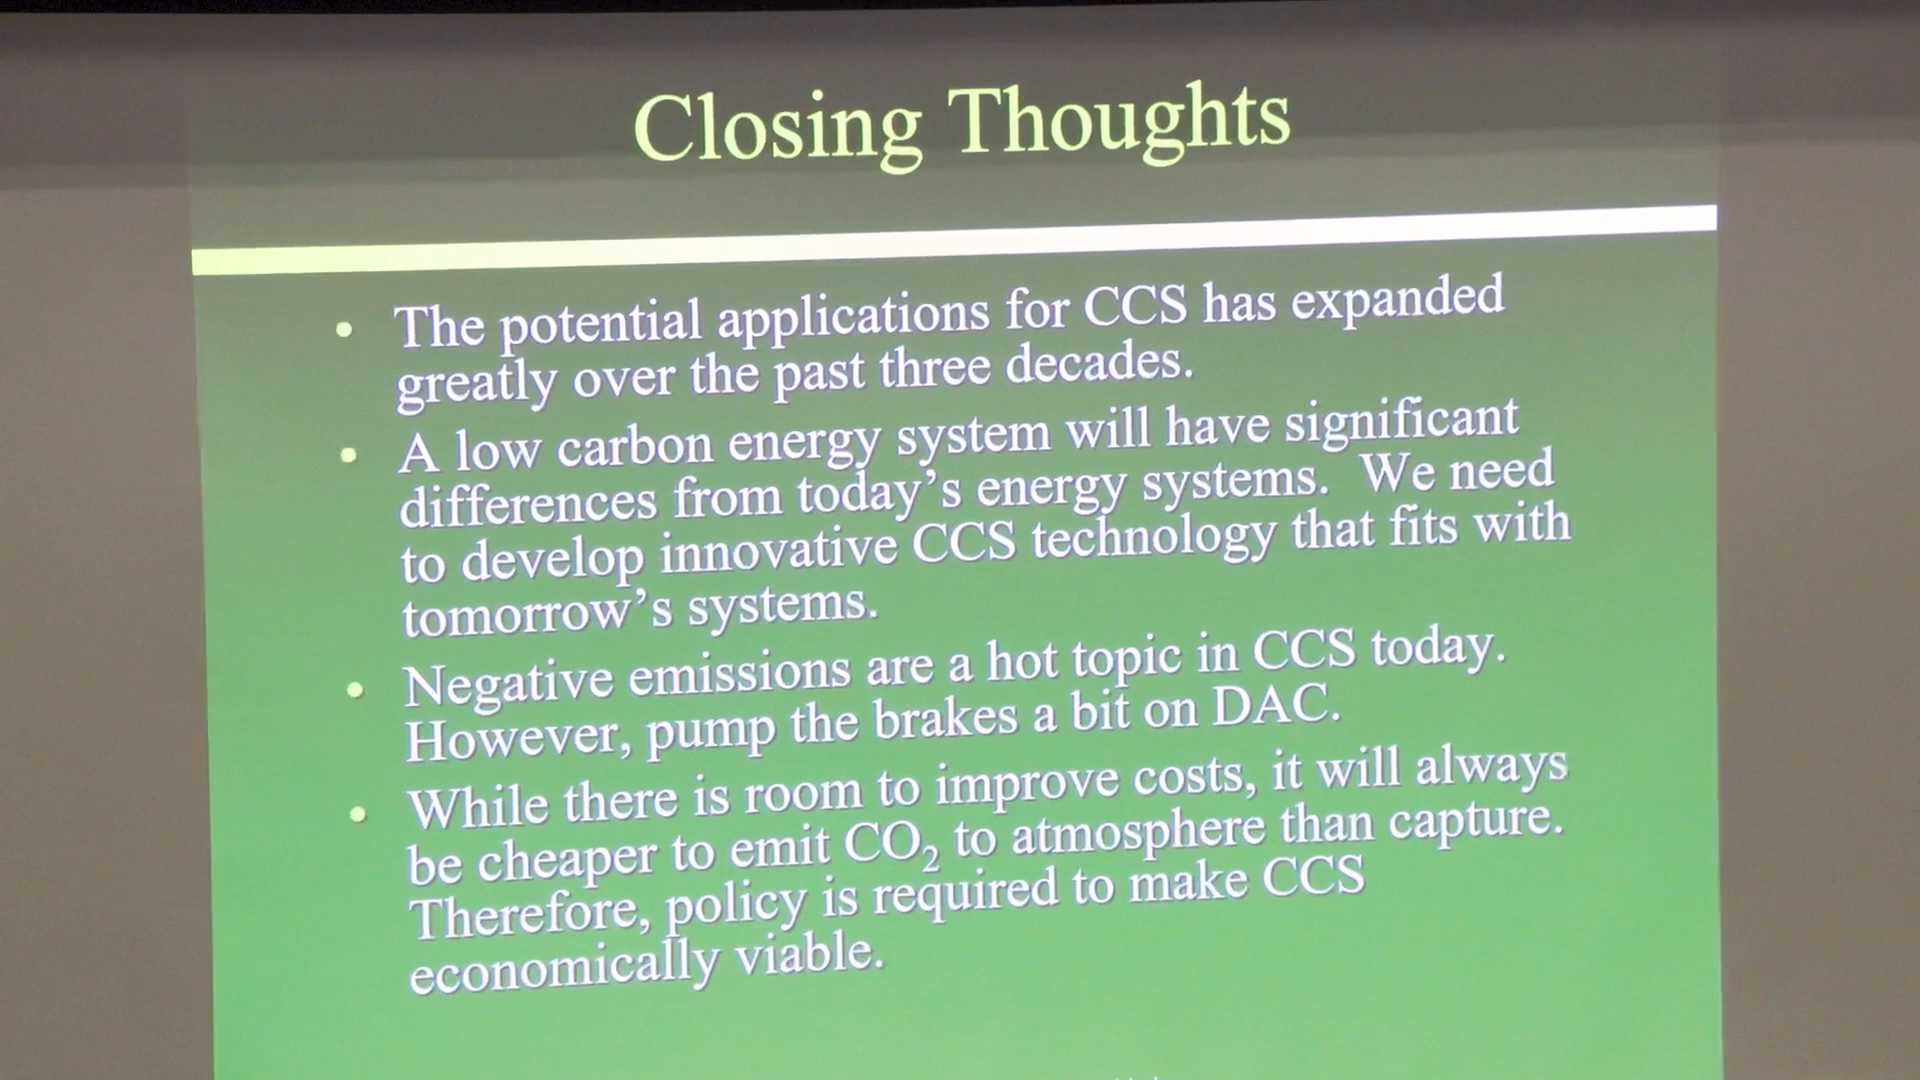 Closing Thoughts
• The potential applications for CCS has expanded
greatly over the past three decades.
• A low carbon energy system will have significant
differences from today’s energy systems. We need
to develop innovative CCS technology that fits with
tomorrow’s systems.
• Negative emissions are a hot topic in CCS today.
However, pump the brakes a bit on DAC.
• While there is room to improve costs, it will always
be cheaper to emit CO₂ to atmosphere than capture.
Therefore, policy is required to make CCS
economically viable.